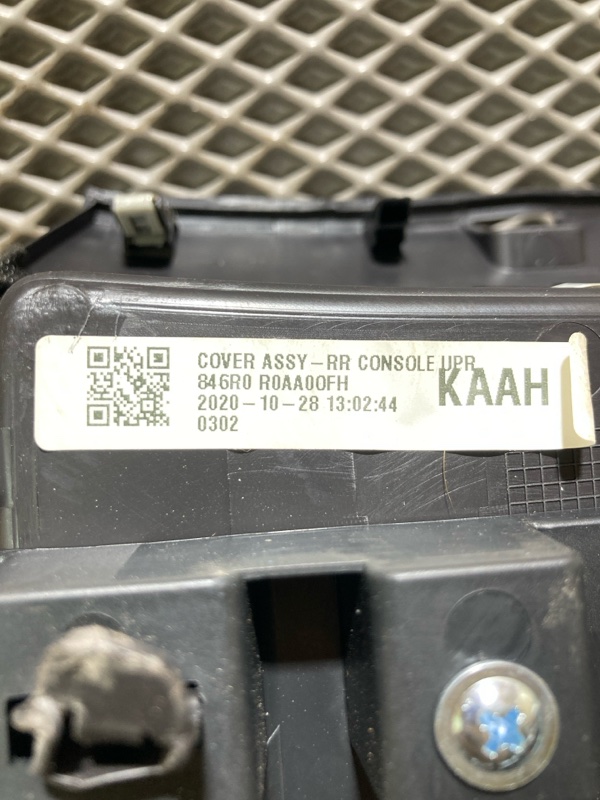 COVER ASSY-RR CONSOLE UPR
846R0 R0AA00FH
KAAH
2020-10-28 13:02:44
0302